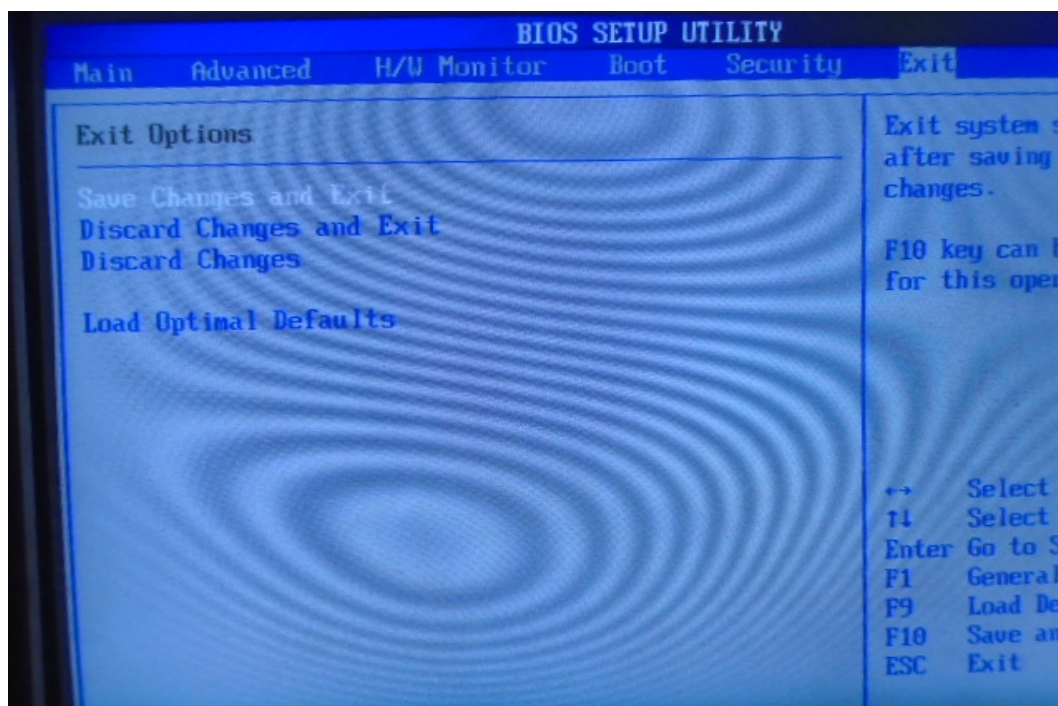 BIOS SETUP UTILITY
Main Advanced H/W Monitor Boot Security Exit
Exit Options
Save Changes and Exit
Discard Changes and Exit
Discard Changes
Load Optimal Defaults
Exit system
after saving
changes.
F10 key can
for this
←→ Select
↑↓ Select
Enter Go to
F1 General
F9 Load
F10 Save
ESC Exit